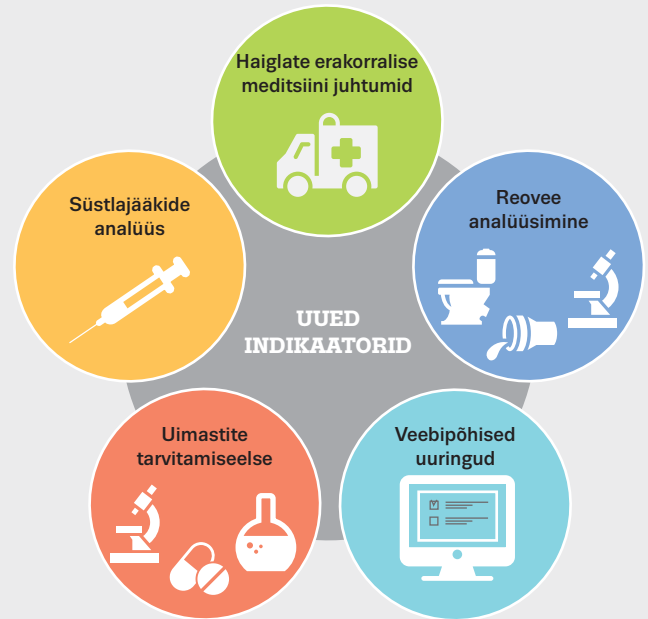 Haiglate erakorralise
meditsiini juhtumid
Süstlajääkide
analüüs
Reovee
analüüsimine
UUED
INDIKAATORID
Uimastite
tarvitamiseelse
Veebipõhised
uuringud